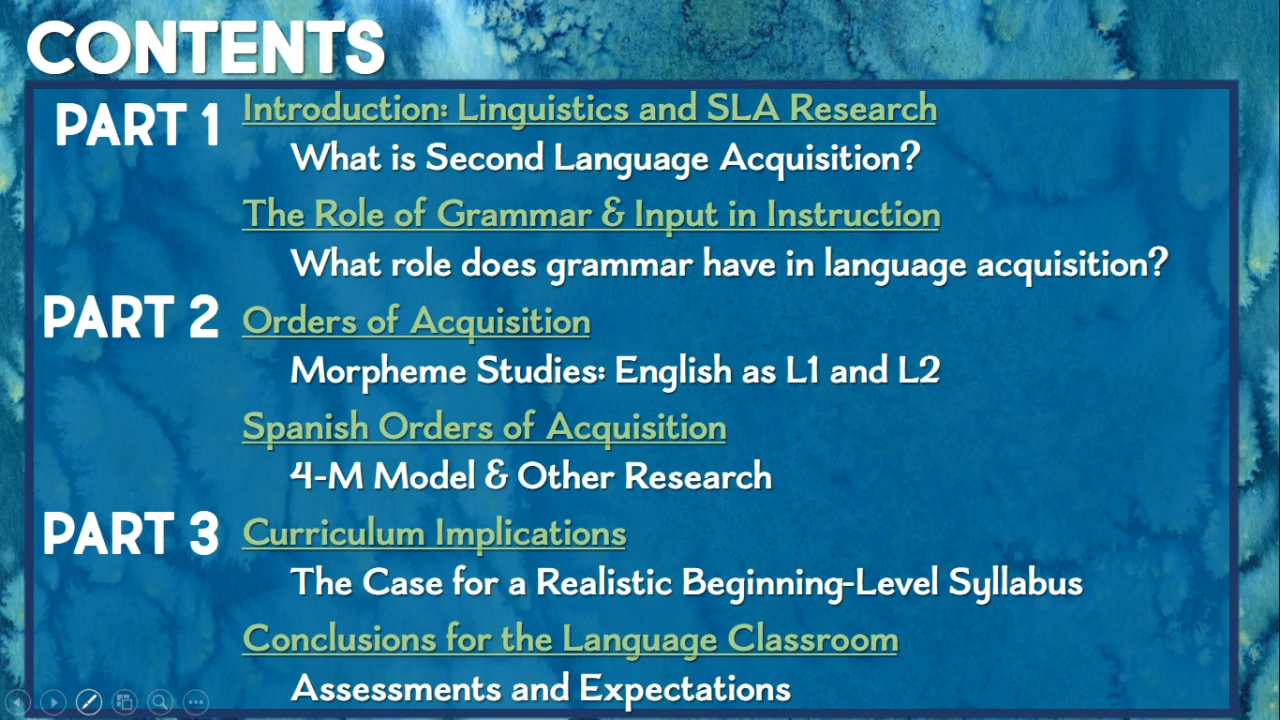 CONTENTS
PART 1
Introduction: Linguistics and SLA Research
What is Second Language Acquisition?
The Role of Grammar & Input in Instruction
What role does grammar have in language acquisition?
PART 2
Orders of Acquisition
Morpheme Studies: English as L1 and L2
Spanish Orders of Acquisition
4-M Model & Other Research
PART 3
Curriculum Implications
The Case for a Realistic Beginning-Level Syllabus
Conclusions for the Language Classroom
Assessments and Expectations